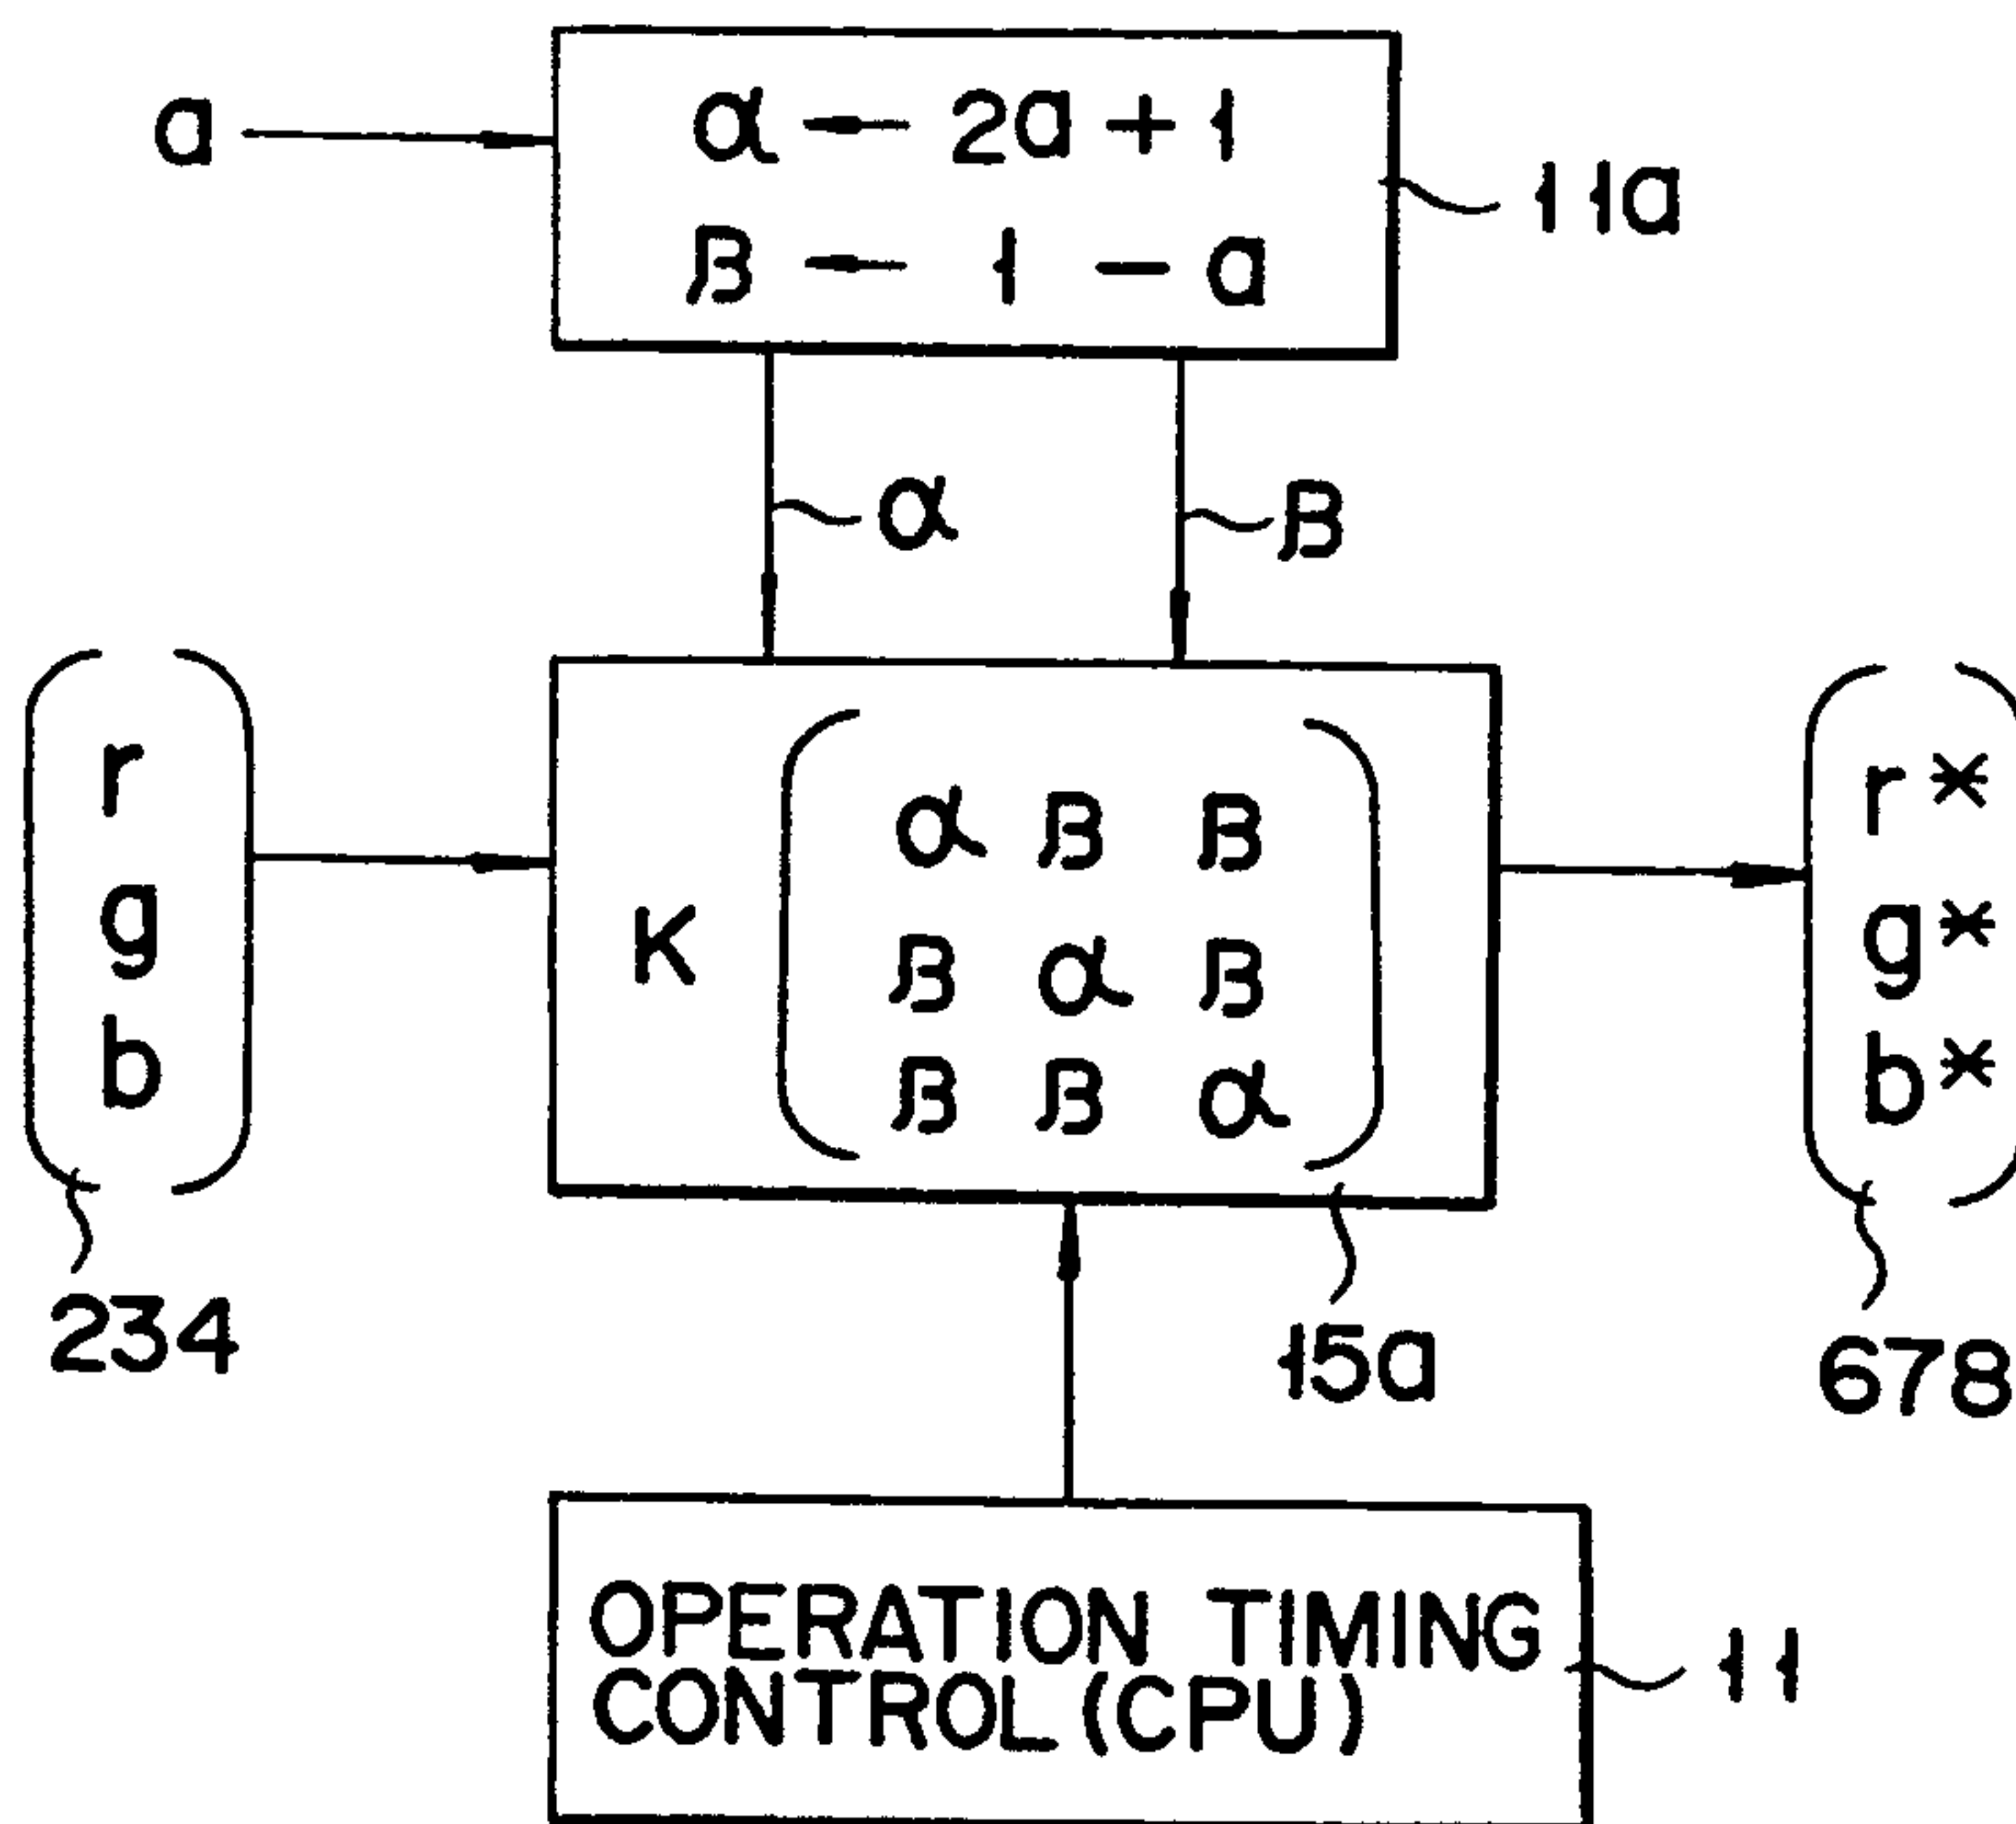 a
α ← 2a + 1
β ← 1 - a
11a
α
β
r
g
b
K
α β β
β α β
β β α
r*
g*
b*
234
15a
678
OPERATION TIMING
CONTROL (CPU)
11